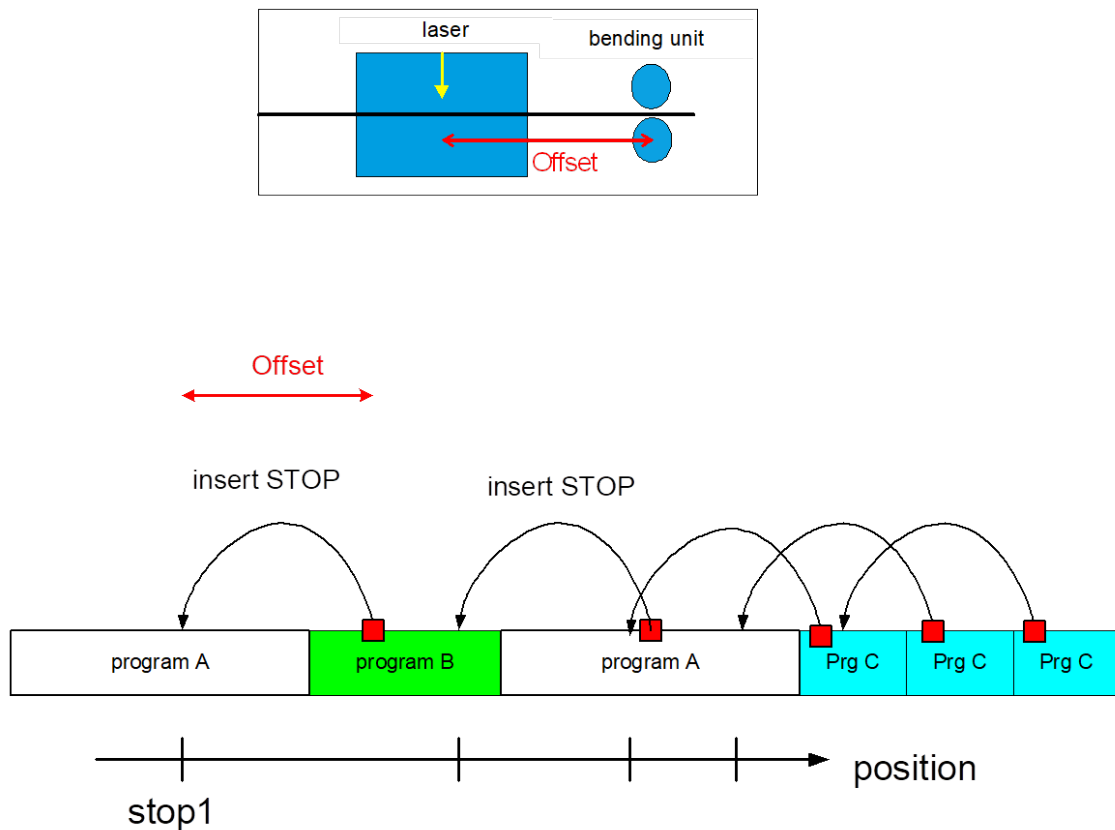 laser
bending unit
Offset
Offset
insert STOP
insert STOP
program A
program B
program A
Prg C
Prg C
Prg C
position
stop1